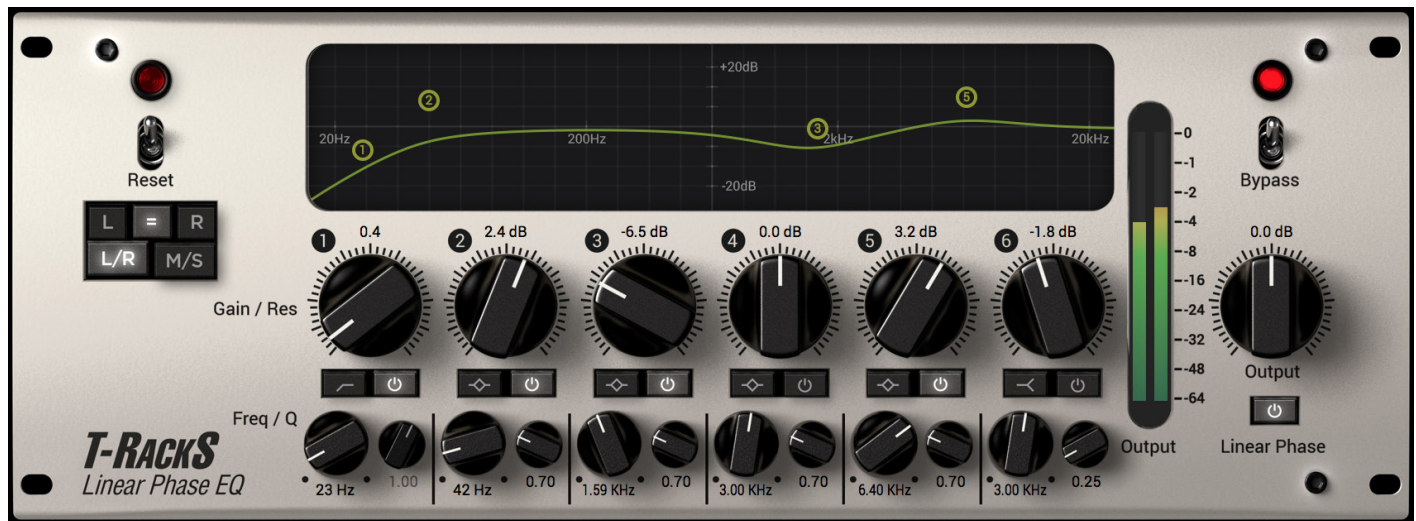 +20dB
20Hz 200Hz 2kHz 20kHz
-20dB
1 2 3 5
Reset
L = R
L/R M/S
0
-1
-2
-4
-8
-16
-24
-32
-48
-64
Output
Bypass
1 0.4
2 2.4 dB
3 -6.5 dB
4 0.0 dB
5 3.2 dB
6 -1.8 dB
0.0 dB
Gain / Res
Output
Freq / Q
23 Hz 1.00
42 Hz 0.70
1.59 KHz 0.70
3.00 KHz 0.70
6.40 KHz 0.70
3.00 KHz 0.25
Linear Phase
T-RackS
Linear Phase EQ